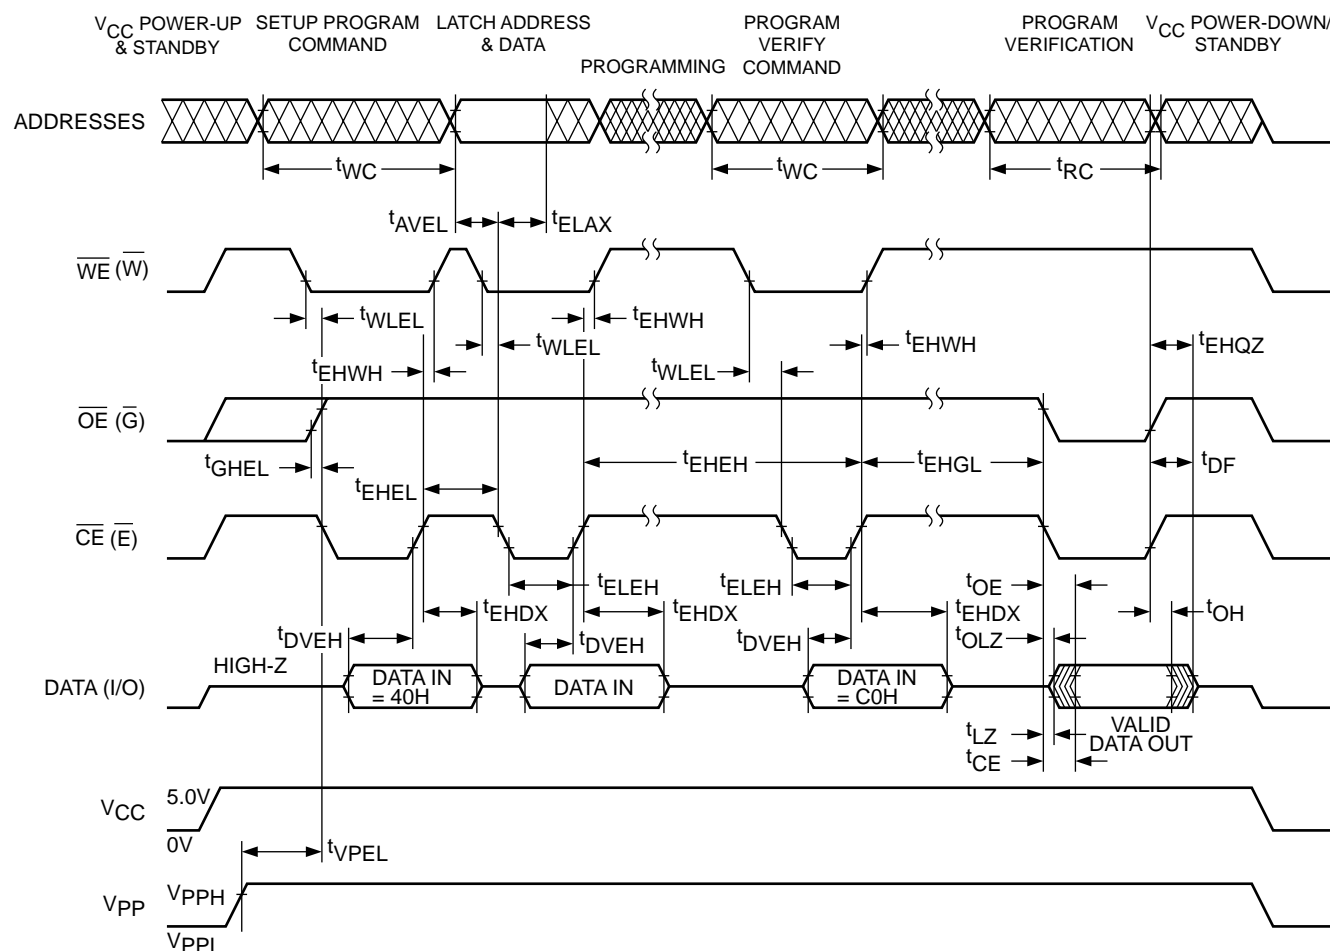 VCC POWER-UP & STANDBY
SETUP PROGRAM COMMAND
LATCH ADDRESS & DATA
PROGRAMMING
PROGRAM VERIFY COMMAND
PROGRAM VERIFICATION
VCC POWER-DOWN/ STANDBY
ADDRESSES
tWC
tWC
tRC
tAVEL
tELAX
WE (W)
tWLEL
tEHWH
tWLEL
tEHWH
tEHQZ
tEHWH
tWLEL
OE (G)
tGHEL
tEHEH
tEHGL
tDF
tEHEL
CE (E)
tELEH
tELEH
tOE
tEHDX
tEHDX
tEHDX
tOH
tDVEH
tDVEH
tDVEH
tOLZ
HIGH-Z
DATA (I/O)
DATA IN = 40H
DATA IN
DATA IN = C0H
VALID DATA OUT
tLZ
tCE
VCC
5.0V
0V
tVPEL
VPP
VPPH
VPPL